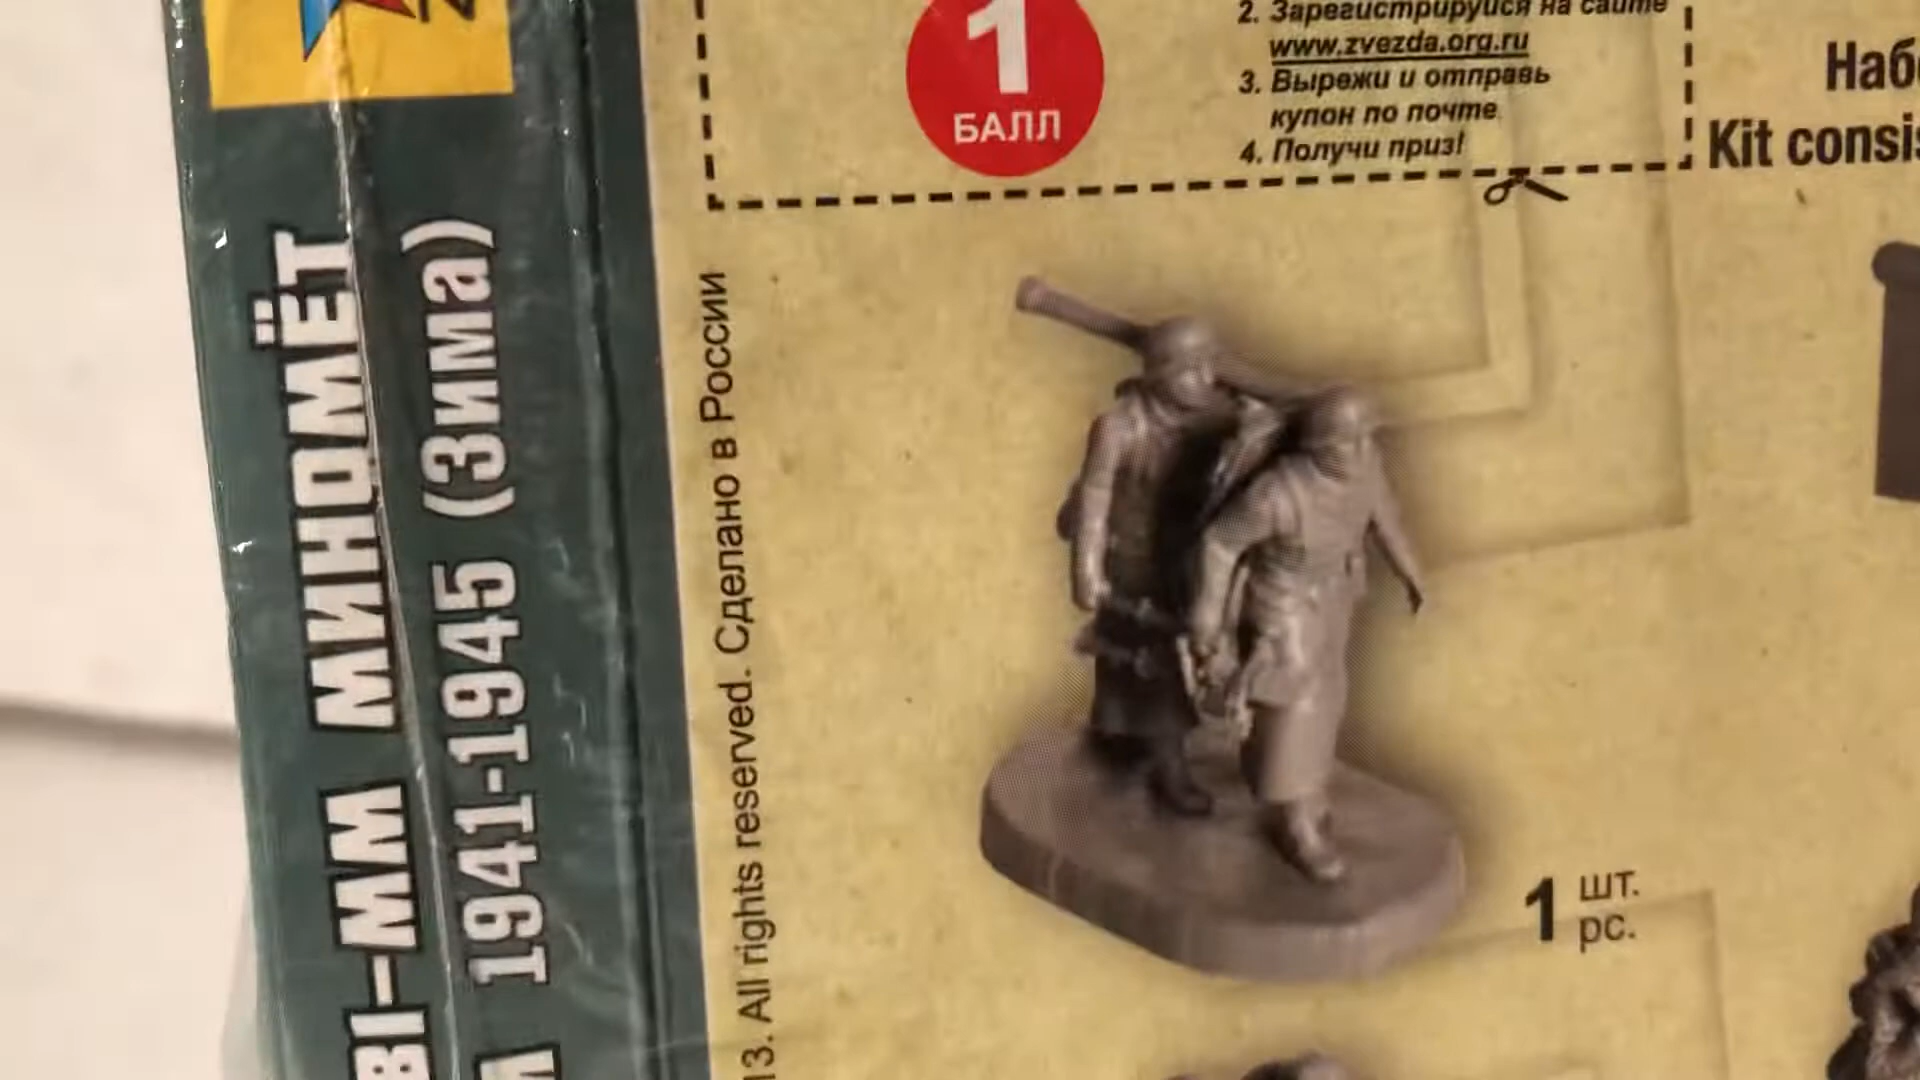 1
БАЛЛ
2. Зарегистрируйся на сайте
www.zvezda.org.ru
3. Вырежи и отправь
купон по почте
4. Получи приз!
Kit
13. All rights reserved. Сделано в России
81-ММ МИНОМЁТ
1941-1945 (Зима)
1 шт.
pc.